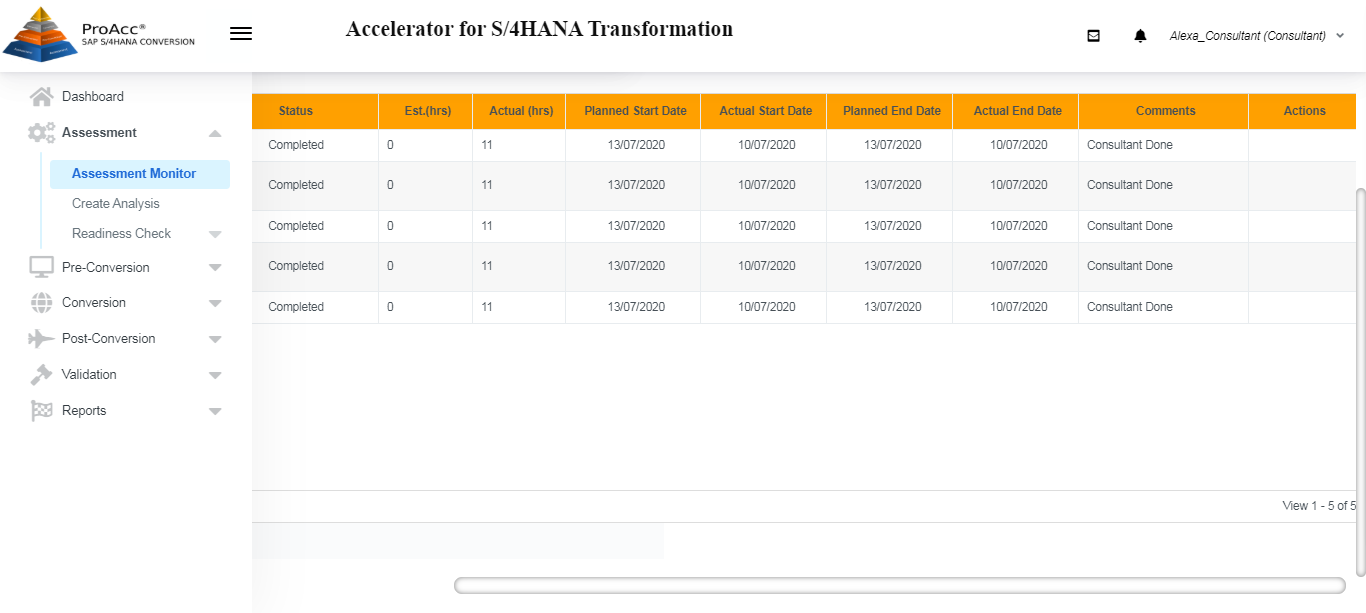 ProAcc®
SAP S/4HANA CONVERSION
Accelerator for S/4HANA Transformation
Alexa_Consultant (Consultant)
Dashboard
Assessment
Assessment Monitor
Create Analysis
Readiness Check
Pre-Conversion
Conversion
Post-Conversion
Validation
Reports
Status Est.(hrs) Actual (hrs) Planned Start Date Actual Start Date Planned End Date Actual End Date Comments Actions
Completed 0 11 13/07/2020 10/07/2020 13/07/2020 10/07/2020 Consultant Done
Completed 0 11 13/07/2020 10/07/2020 13/07/2020 10/07/2020 Consultant Done
Completed 0 11 13/07/2020 10/07/2020 13/07/2020 10/07/2020 Consultant Done
Completed 0 11 13/07/2020 10/07/2020 13/07/2020 10/07/2020 Consultant Done
Completed 0 11 13/07/2020 10/07/2020 13/07/2020 10/07/2020 Consultant Done
View 1 - 5 of 5